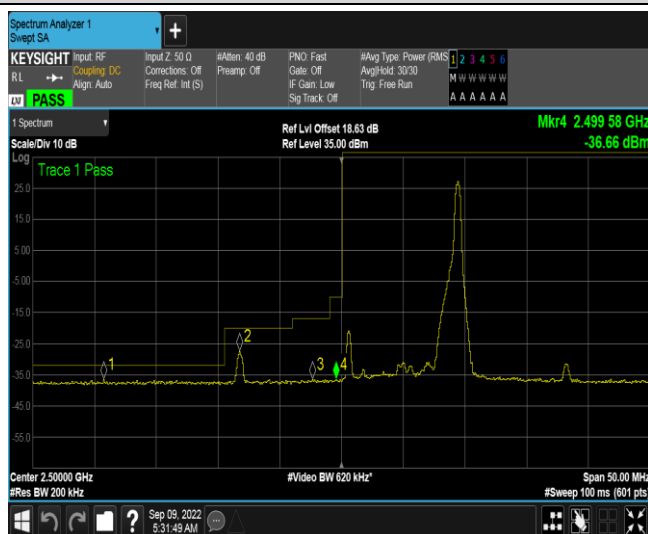 Spectrum Analyzer 1
Swept SA
+
KEYSIGHT
RL
Input: RF
Coupling: DC
Align: Auto
Input Z: 50 Ω
Corrections: Off
Freq Ref: Int (S)
#Atten: 40 dB
Preamp: Off
PNO: Fast
Gate: Off
IF Gain: Low
Sig Track: Off
#Avg Type: Power (RMS
Avg|Hold: 30/30
Trig: Free Run
1 2 3 4 5 6
M W W W W W
A A A A A A
LXI PASS
1 Spectrum
Scale/Div 10 dB
Ref Lvl Offset 18.63 dB
Ref Level 35.00 dBm
Mkr4 2.499 58 GHz
-36.66 dBm
Log
Trace 1 Pass
25.0
15.0
5.00
-5.00
-15.0
-25.0
-35.0
-45.0
-55.0
1
2
3
4
Center 2.50000 GHz
#Res BW 200 kHz
#Video BW 620 kHz*
Span 50.00 MHz
#Sweep 100 ms (601 pts)
?
Sep 09, 2022
5:31:49 AM